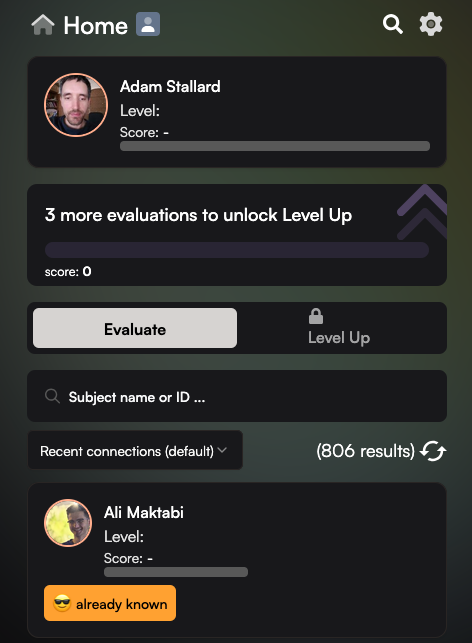 Home
Adam Stallard
Level:
Score: -
3 more evaluations to unlock Level Up
score: 0
Evaluate
Level Up
Subject name or ID ...
Recent connections (default)
(806 results)
Ali Maktabi
Level:
Score: -
😎 already known